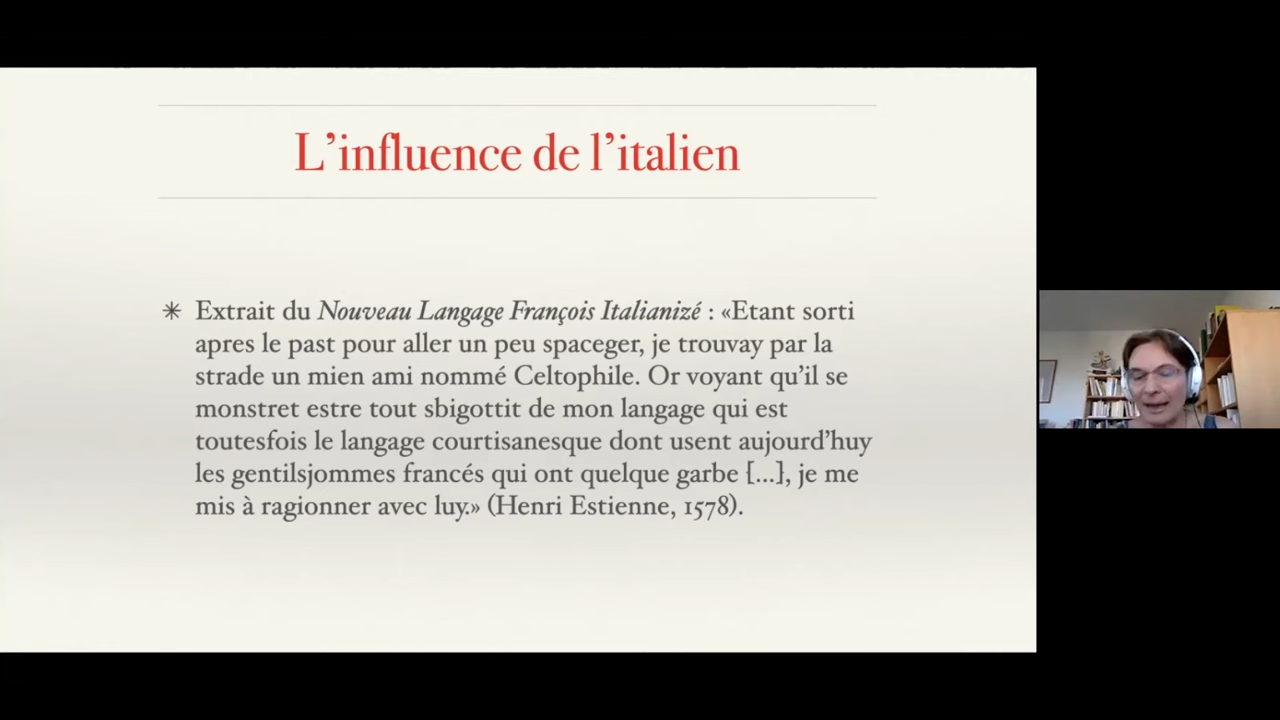 L’influence de l’italien
✳ Extrait du Nouveau Langage François Italianizé : «Etant sorti
apres le past pour aller un peu spaceger, je trouvay par la
strade un mien ami nommé Celtophile. Or voyant qu’il se
monstret estre tout sbigottit de mon langage qui est
toutesfois le langage courtisanesque dont usent aujourd’huy
les gentilsjommes francés qui ont quelque garbe [...], je me
mis à ragionner avec luy.» (Henri Estienne, 1578).